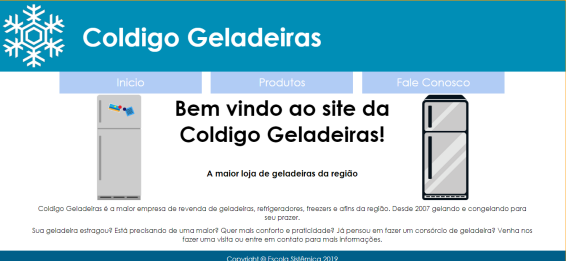 Coldigo Geladeiras
Inicio Produtos Fale Conosco
Bem vindo ao site da
Coldigo Geladeiras!
A maior loja de geladeiras da região
Coldigo Geladeiras é a maior empresa de revenda de geladeiras, refrigeradores, freezers e afins da região. Desde 2007 gelando e congelando para
seu prazer.
Sua geladeira estragou? Está precisando de uma maior? Quer mais conforto e praticidade? Já pensou em fazer um consórcio de geladeira? Venha nos
fazer uma visita ou entre em contato para mais informações.
Copyright © Escola Sistêmica 2019